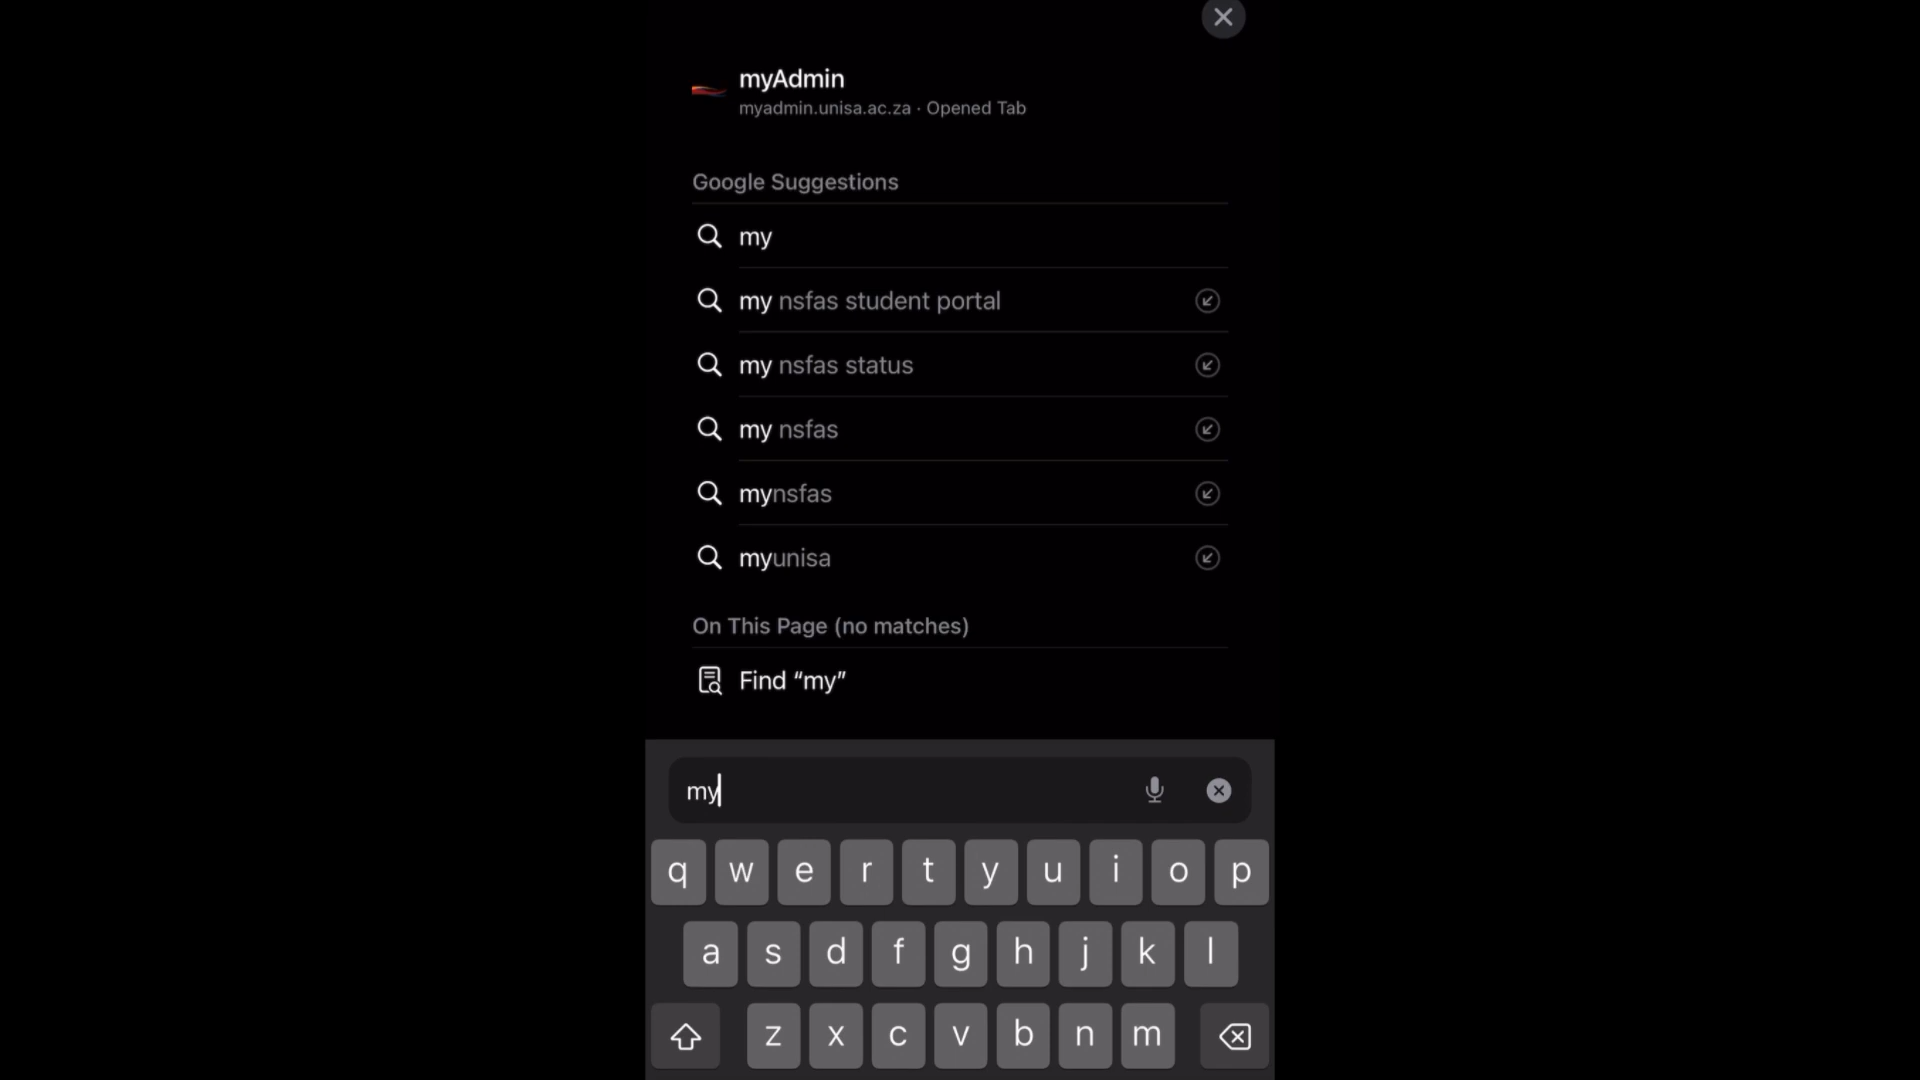 myAdmin
myadmin.unisa.ac.za · Opened Tab
Google Suggestions
my
my nsfas student portal
my nsfas status
my nsfas
mynsfas
myunisa
On This Page (no matches)
Find “my”
my
q w e r t y u i o p
a s d f g h j k l
z x c v b n m